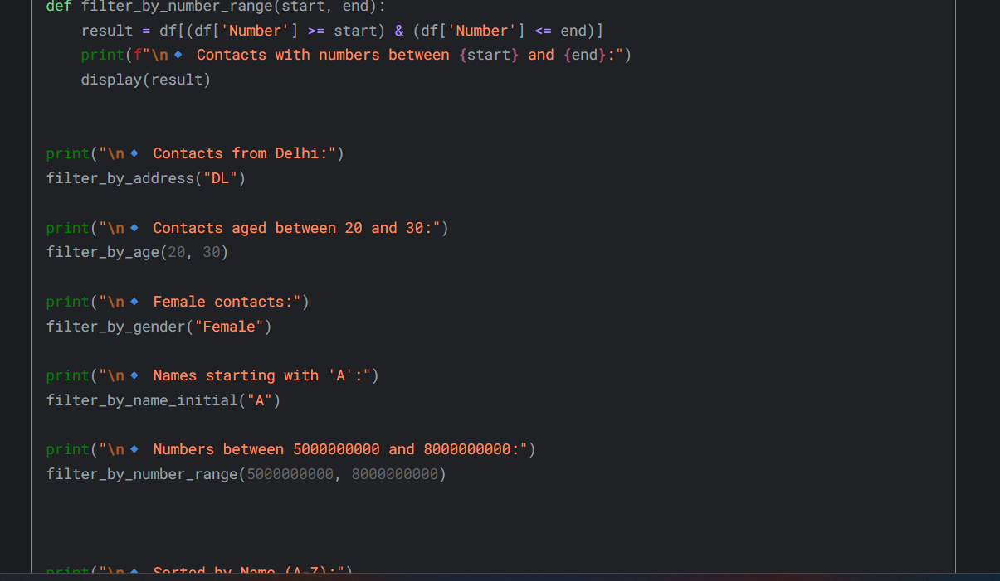 def filter_by_number_range(start, end):
    result = df[(df['Number'] >= start) & (df['Number'] <= end)]
    print(f"\n🔹 Contacts with numbers between {start} and {end}:")
    display(result)
print("\n🔹 Contacts from Delhi:")
filter_by_address("DL")
print("\n🔹 Contacts aged between 20 and 30:")
filter_by_age(20, 30)
print("\n🔹 Female contacts:")
filter_by_gender("Female")
print("\n🔹 Names starting with 'A':")
filter_by_name_initial("A")
print("\n🔹 Numbers between 5000000000 and 8000000000:")
filter_by_number_range(5000000000, 8000000000)
print("\n🔹 Sorted by Name (A-Z):")